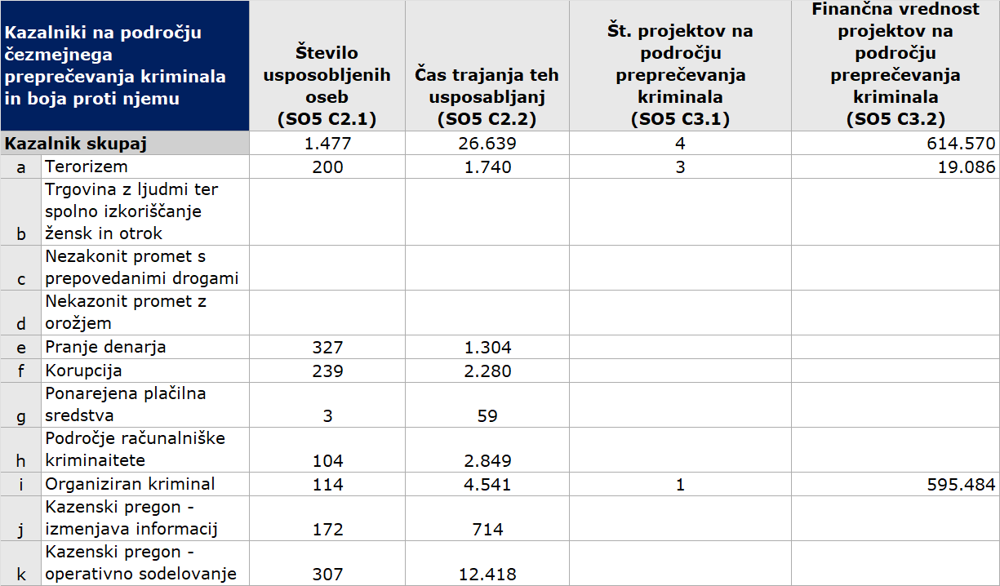 Kazalniki na področju
čezmejnega
preprečevanja kriminala
in boja proti njemu
Število
usposobljenih
oseb
(SO5 C2.1)
Čas trajanja teh
usposabljanj
(SO5 C2.2)
Št. projektov na
področju
preprečevanja
kriminala
(SO5 C3.1)
Finančna vrednost
projektov na
področju
preprečevanja
kriminala
(SO5 C3.2)
Kazalnik skupaj 1.477 26.639 4 614.570
a Terorizem 200 1.740 3 19.086
Trgovina z ljudmi ter
spolno izkoriščanje
b žensk in otrok
Nezakonit promet s
c prepovedanimi drogami
Nekazonit promet z
d orožjem
e Pranje denarja 327 1.304
f Korupcija 239 2.280
Ponarejena plačilna
g sredstva 3 59
Področje računalniške
h kriminaitete 104 2.849
i Organiziran kriminal 114 4.541 1 595.484
Kazenski pregon -
j izmenjava informacij 172 714
Kazenski pregon -
k operativno sodelovanje 307 12.418